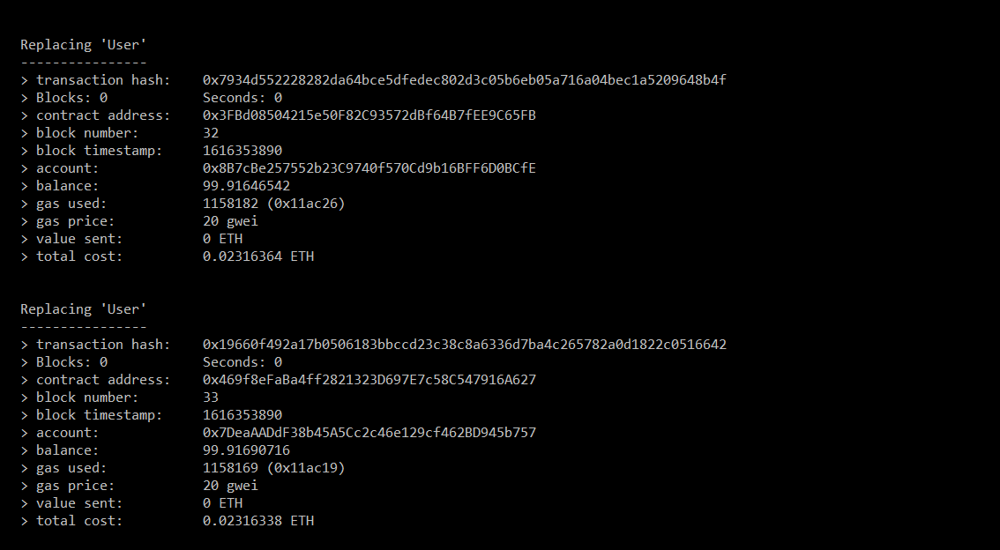 Replacing 'User'
----------------
> transaction hash:    0x7934d552228282da64bce5dfedec802d3c05b6eb05a716a04bec1a5209648b4f
> Blocks: 0            Seconds: 0
> contract address:    0x3FBd08504215e50F82C93572dBf64B7fEE9C65FB
> block number:        32
> block timestamp:     1616353890
> account:             0x8B7cBe257552b23C9740f570Cd9b16BFF6D0BCfE
> balance:             99.91646542
> gas used:            1158182 (0x11ac26)
> gas price:           20 gwei
> value sent:          0 ETH
> total cost:          0.02316364 ETH
Replacing 'User'
----------------
> transaction hash:    0x19660f492a17b0506183bbccd23c38c8a6336d7ba4c265782a0d1822c0516642
> Blocks: 0            Seconds: 0
> contract address:    0x469f8eFaBa4ff2821323D697E7c58C547916A627
> block number:        33
> block timestamp:     1616353890
> account:             0x7DeaAADdF38b45A5Cc2c46e129cf462BD945b757
> balance:             99.91690716
> gas used:            1158169 (0x11ac19)
> gas price:           20 gwei
> value sent:          0 ETH
> total cost:          0.02316338 ETH